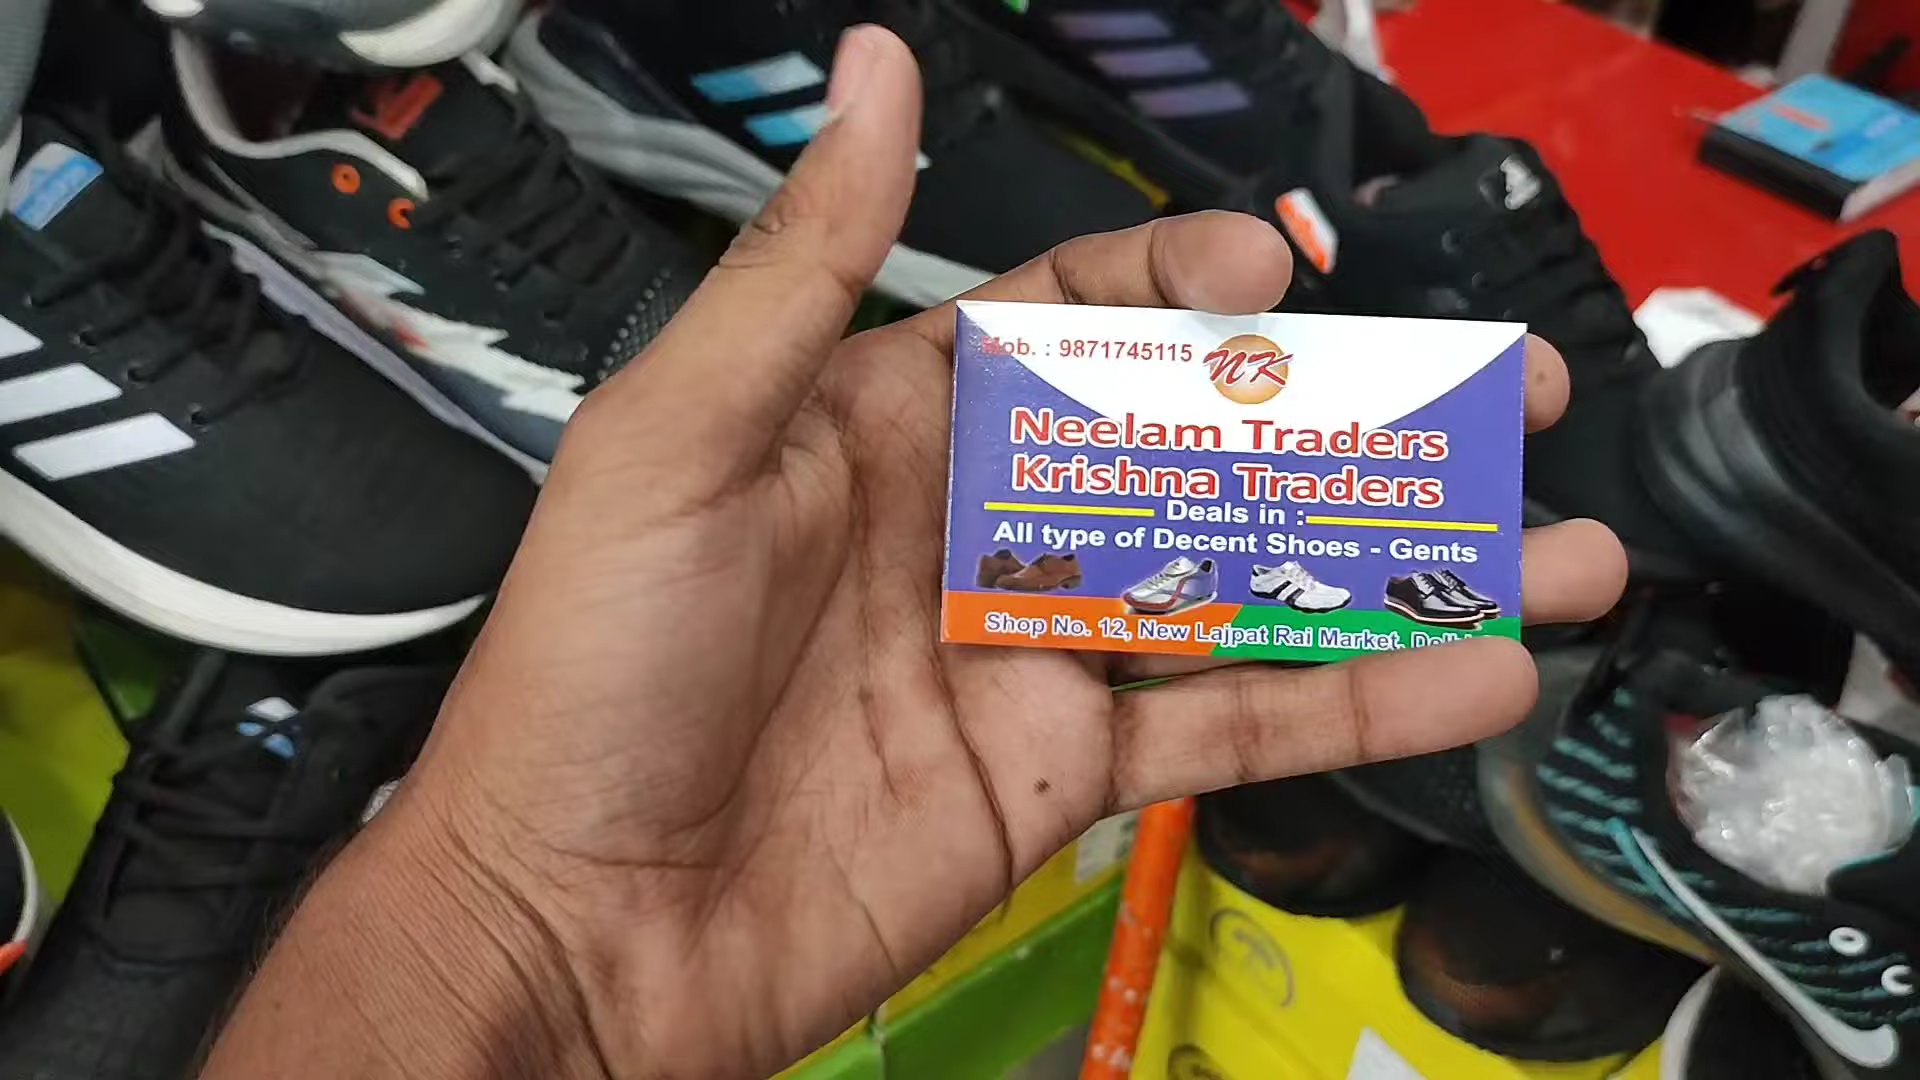 Mob. : 9871745115
NK
Neelam Traders
Krishna Traders
Deals in :
All type of Decent Shoes - Gents
Shop No. 12, New Lajpat Rai Market,